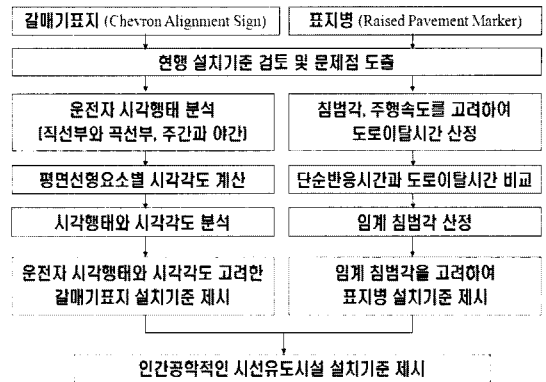 갈매기표지 (Chevron Alignment Sign)
표지병 (Raised Pavement Marker)
현행 설치기준 검토 및 문제점 도출
운전자 시각행태 분석
(직선부와 곡선부, 주간과 야간)
침범각, 주행속도를 고려하여
도로이탈시간 산정
평면선형요소별 시각각도 계산
단순반응시간과 도로이탈시간 비교
시각행태와 시각각도 분석
임계 침범각 산정
운전자 시각행태와 시각각도 고려한
갈매기표지 설치기준 제시
임계 침범각을 고려하여
표지병 설치기준 제시
인간공학적인 시선유도시설 설치기준 제시